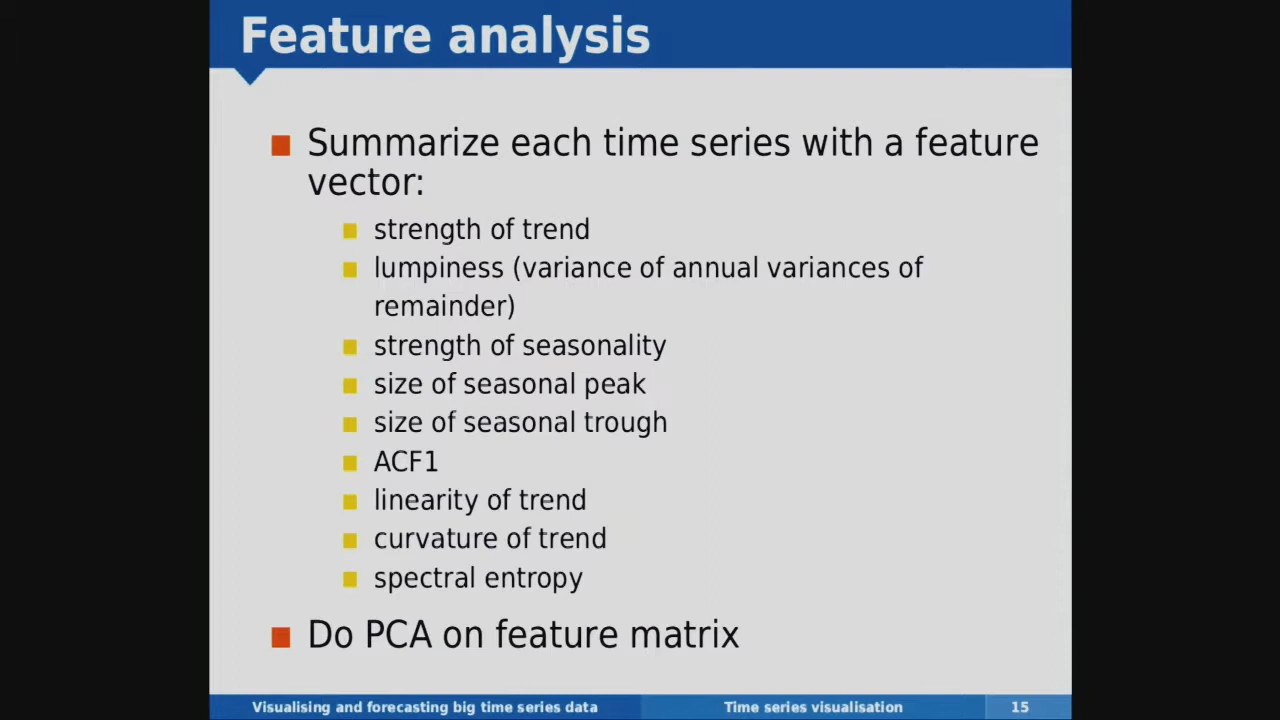 Feature analysis
Summarize each time series with a feature
vector:
strength of trend
lumpiness (variance of annual variances of
remainder)
strength of seasonality
size of seasonal peak
size of seasonal trough
ACF1
linearity of trend
curvature of trend
spectral entropy
Do PCA on feature matrix
Visualising and forecasting big time series data
Time series visualisation
15